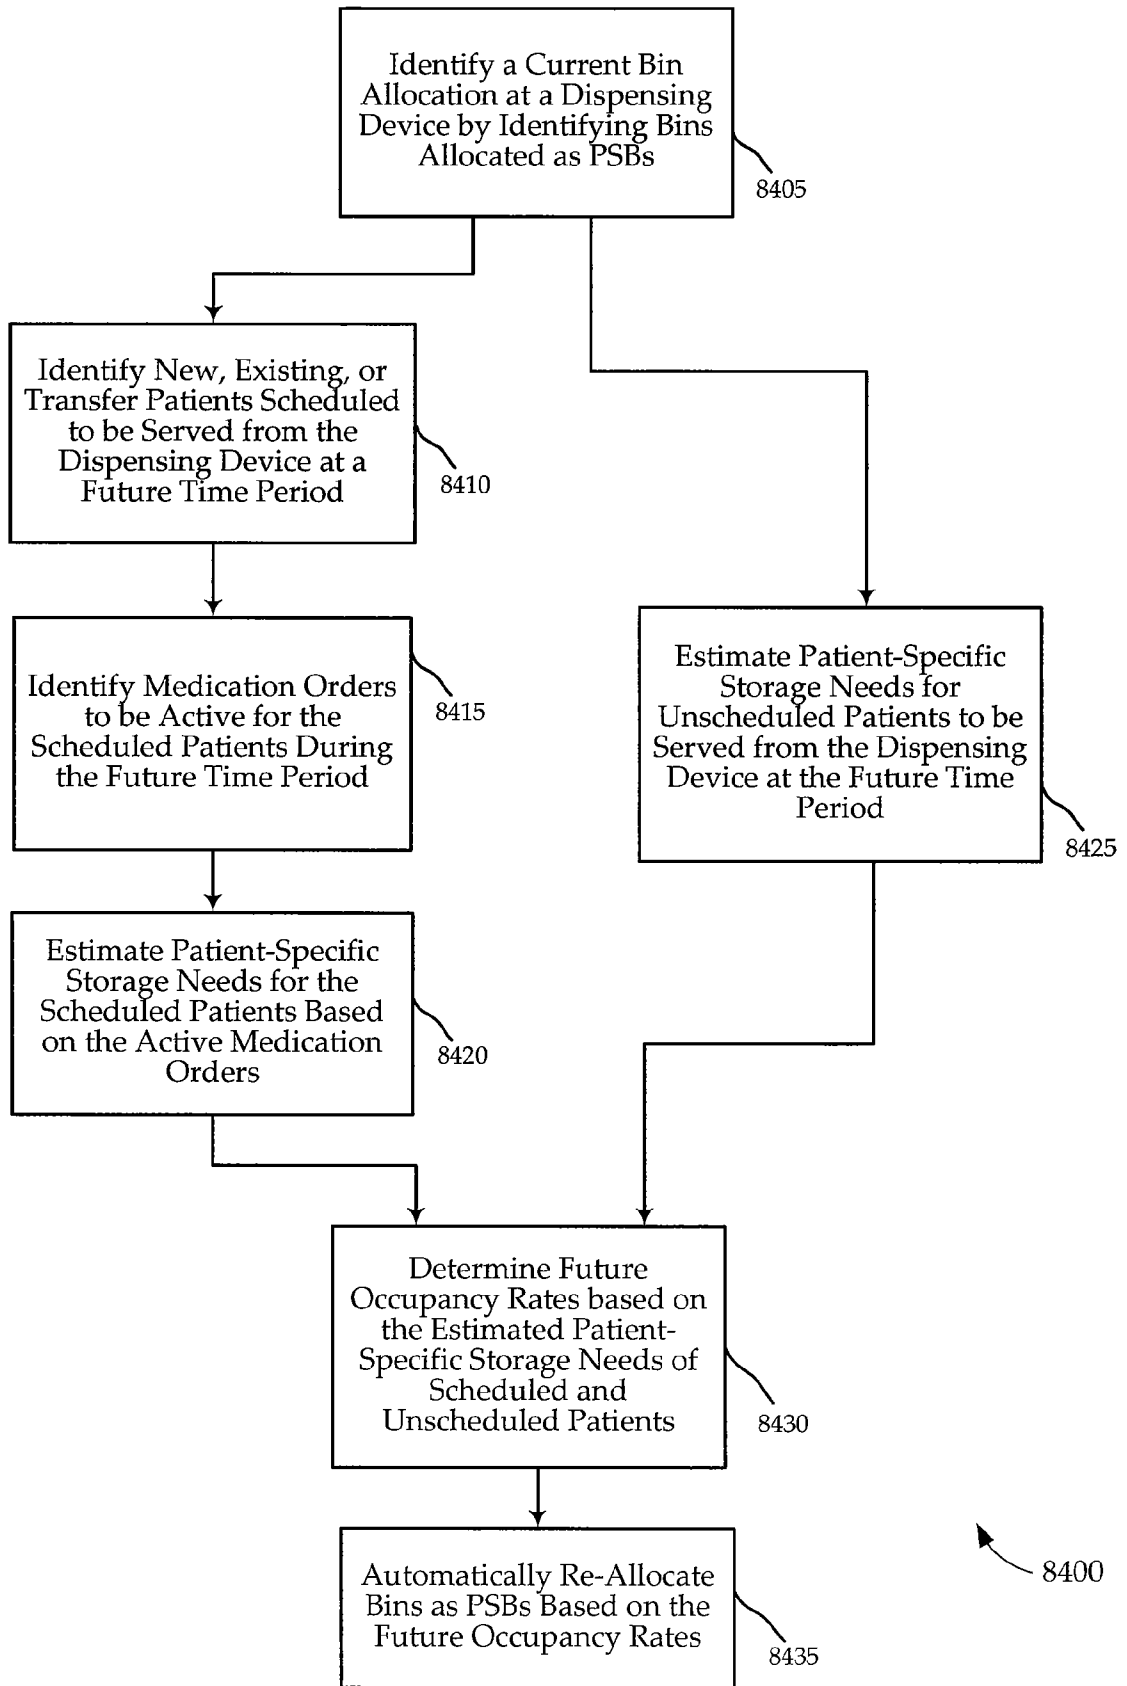 Identify a Current Bin
Allocation at a Dispensing
Device by Identifying Bins
Allocated as PSBs
8405
Identify New, Existing, or
Transfer Patients Scheduled
to be Served from the
Dispensing Device at a
Future Time Period
8410
Identify Medication Orders
to be Active for the
Scheduled Patients During
the Future Time Period
8415
Estimate Patient-Specific
Storage Needs for the
Scheduled Patients Based
on the Active Medication
Orders
8420
Estimate Patient-Specific
Storage Needs for
Unscheduled Patients to be
Served from the Dispensing
Device at the Future Time
Period
8425
Determine Future
Occupancy Rates based on
the Estimated Patient-
Specific Storage Needs of
Scheduled and
Unscheduled Patients
8430
Automatically Re-Allocate
Bins as PSBs Based on the
Future Occupancy Rates
8435
8400